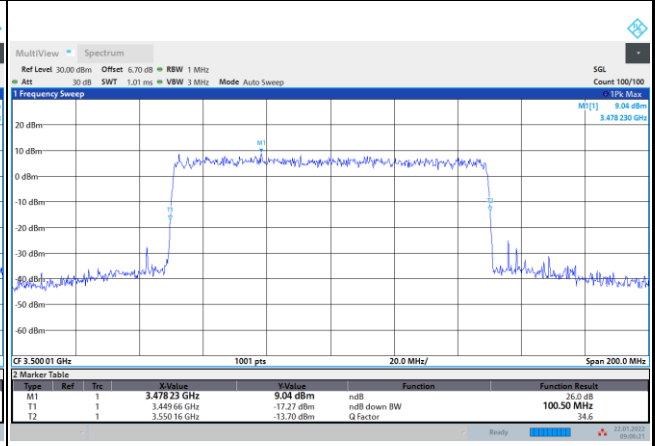 MultiView Spectrum
Ref Level 30.00 dBm Offset 6.70 dB RBW 1 MHz SGL
Att 30 dB SWT 1.01 ms VBW 3 MHz Mode Auto Sweep Count 100/100
1 Frequency Sweep 1Pk Max
M1[1] 9.04 dBm
3.478 230 GHz
20 dBm
M1
10 dBm
0 dBm
-10 dBm
T1 T2
-20 dBm
-30 dBm
-40 dBm
-50 dBm
-60 dBm
CF 3.500 01 GHz 1001 pts 20.0 MHz/ Span 200.0 MHz
2 Marker Table
Type Ref Trc X-Value Y-Value Function Function Result
M1 1 3.478 23 GHz 9.04 dBm ndB 26.0 dB
T1 1 3.449 66 GHz -17.27 dBm ndB down BW 100.50 MHz
T2 1 3.550 16 GHz -13.70 dBm Q Factor 34.6
Ready 22.01.2022
09:06:21